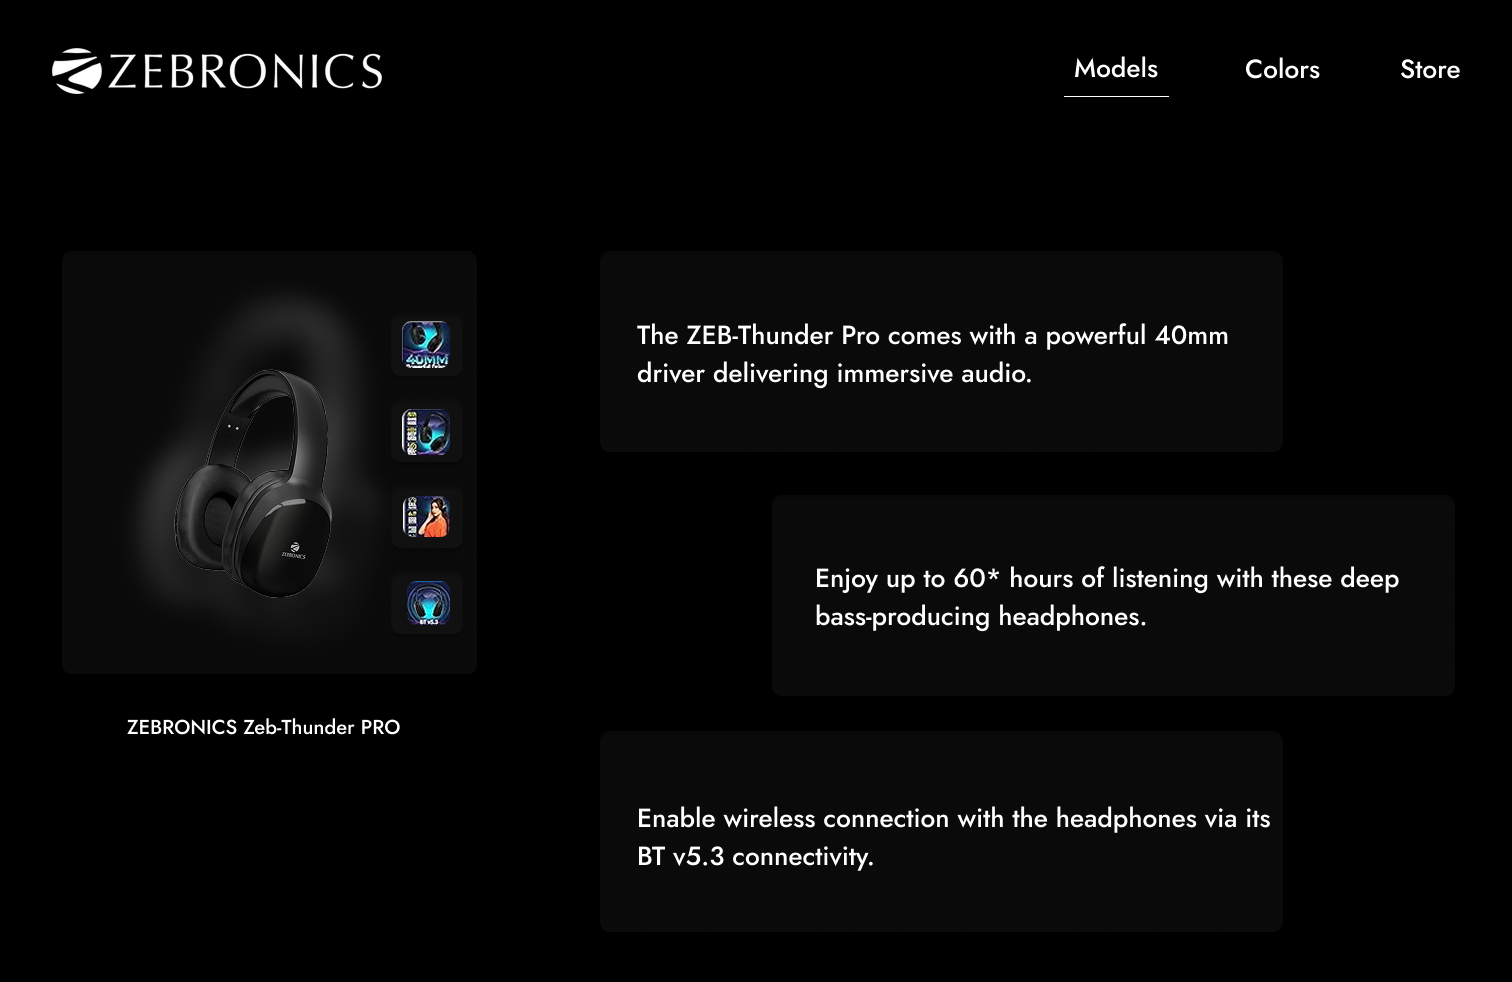 ZEBRONICS
Models
Colors
Store
40MM
ZEBRONICS
BT v5.3
ZEBRONICS Zeb-Thunder PRO
The ZEB-Thunder Pro comes with a powerful 40mm
driver delivering immersive audio.
Enjoy up to 60* hours of listening with these deep
bass-producing headphones.
Enable wireless connection with the headphones via its
BT v5.3 connectivity.